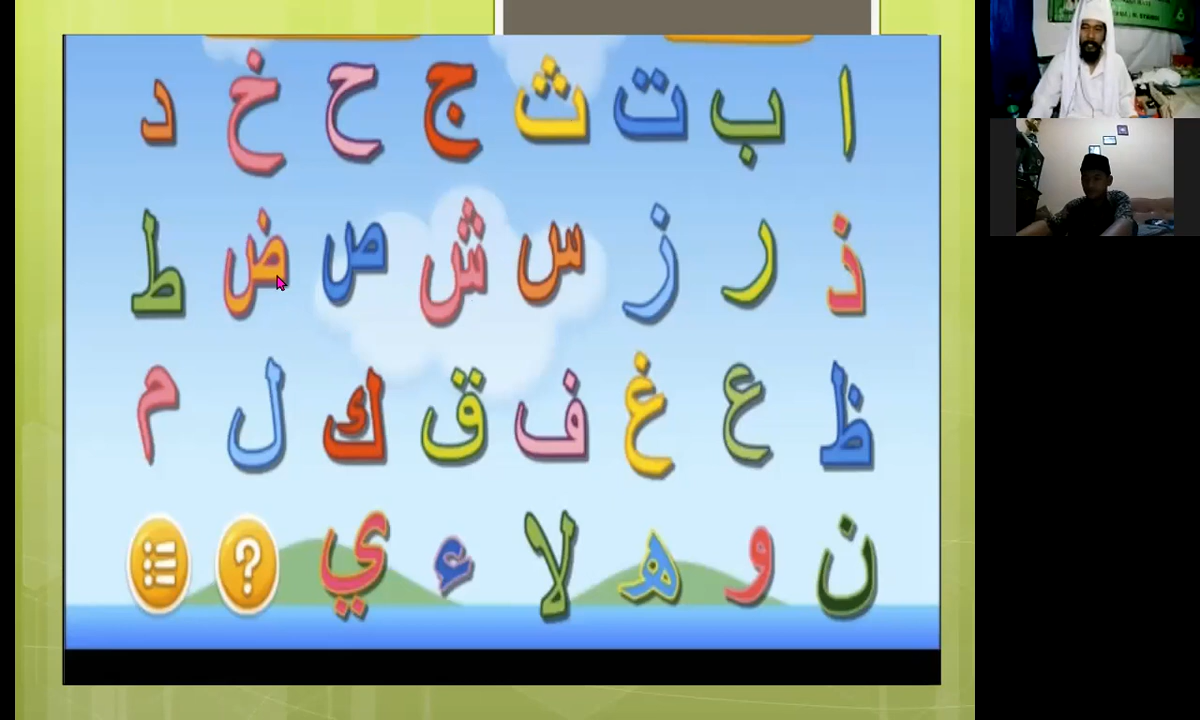 ا ب ت ث ج ح خ د
ذ ر ز س ش ص ض ط
ظ ع غ ف ق ك ل م
ن و ه لا ء ي ?